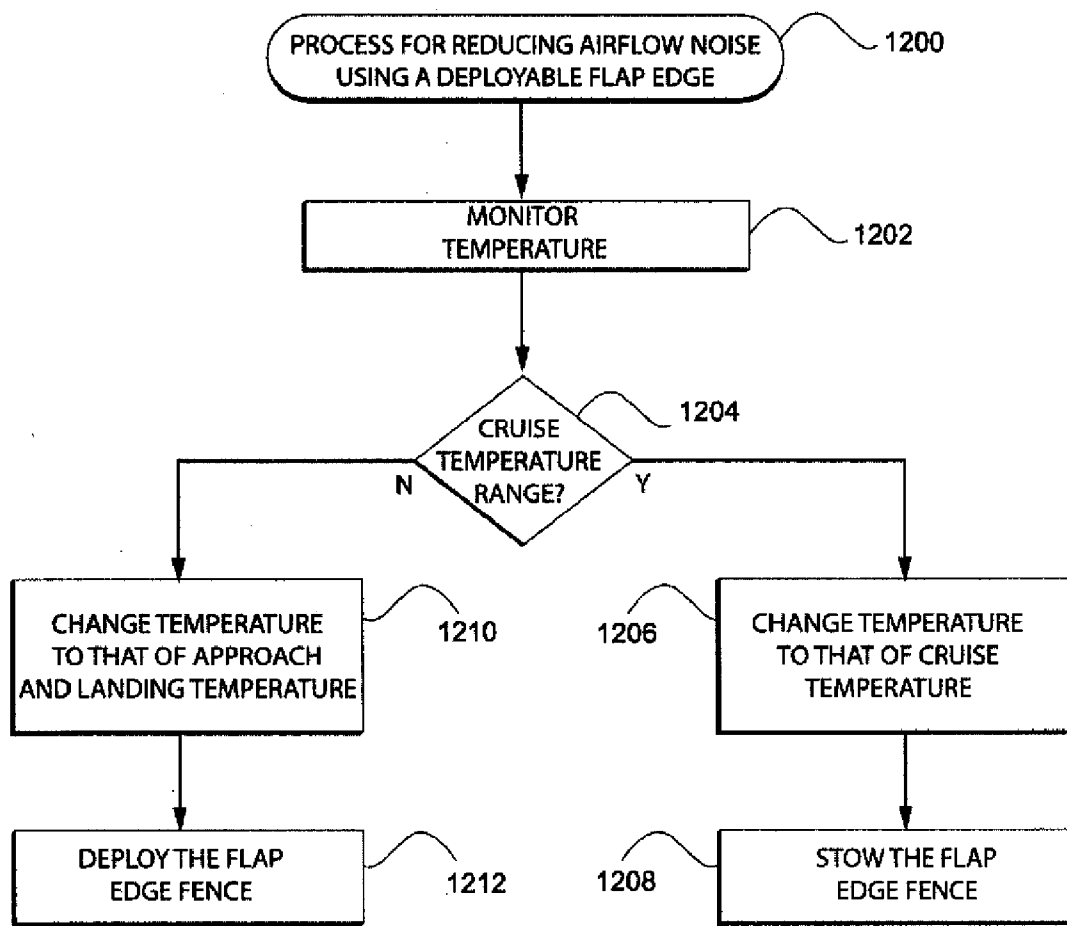 PROCESS FOR REDUCING AIRFLOW NOISE
USING A DEPLOYABLE FLAP EDGE
1200
MONITOR
TEMPERATURE
1202
CRUISE
TEMPERATURE
RANGE?
1204
N
Y
CHANGE TEMPERATURE
TO THAT OF APPROACH
AND LANDING TEMPERATURE
1210
1206
CHANGE TEMPERATURE
TO THAT OF CRUISE
TEMPERATURE
DEPLOY THE FLAP
EDGE FENCE
1212
1208
STOW THE FLAP
EDGE FENCE